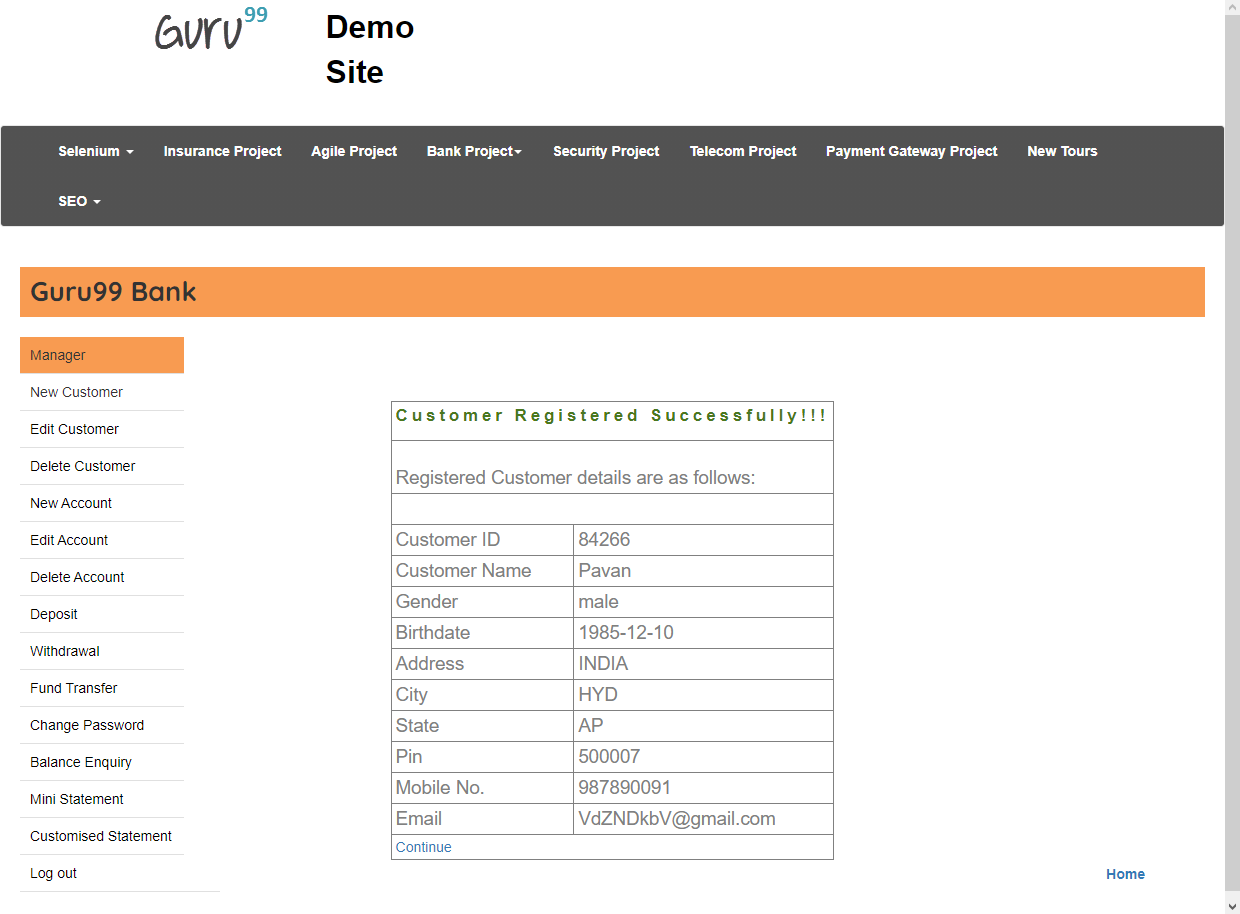 Guru99
Demo
Site
Selenium Insurance Project Agile Project Bank Project Security Project Telecom Project Payment Gateway Project New Tours
SEO
Guru99 Bank
Manager
New Customer
Edit Customer
Delete Customer
New Account
Edit Account
Delete Account
Deposit
Withdrawal
Fund Transfer
Change Password
Balance Enquiry
Mini Statement
Customised Statement
Log out
Customer Registered Successfully!!!
Registered Customer details are as follows:
Customer ID 84266
Customer Name Pavan
Gender male
Birthdate 1985-12-10
Address INDIA
City HYD
State AP
Pin 500007
Mobile No. 987890091
Email VdZNDkbV@gmail.com
Continue
Home